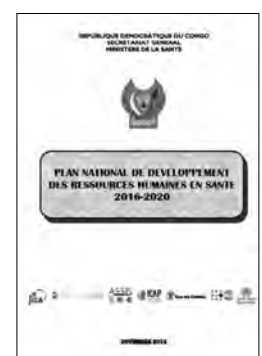 REPUBLIQUE DEMOCRATIQUE DU CONGO
SECRETARIAT GENERAL
MINISTERE DE LA SANTE
PLAN NATIONAL DE DEVELOPPEMENT
DES RESSOURCES HUMAINES EN SANTE
2016-2020
ICAP